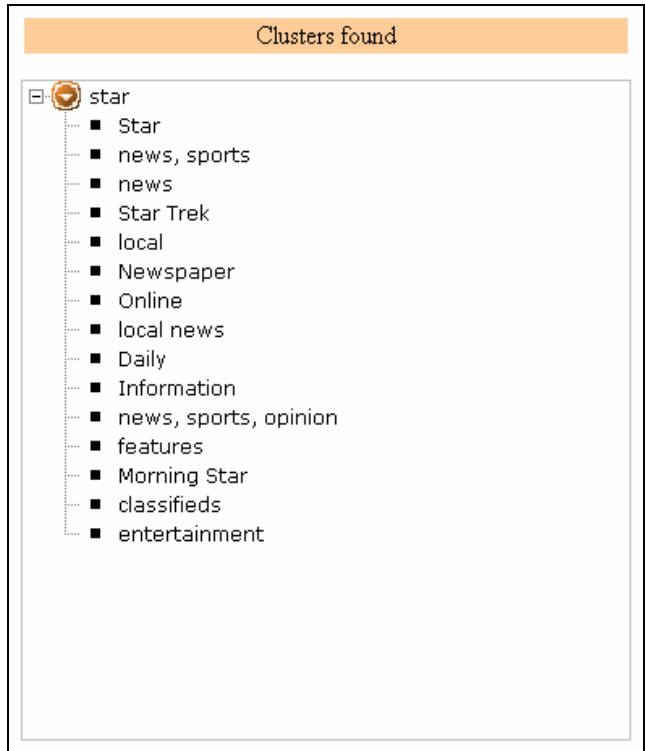 Clusters found
star
Star
news, sports
news
Star Trek
local
Newspaper
Online
local news
Daily
Information
news, sports, opinion
features
Morning Star
classifieds
entertainment